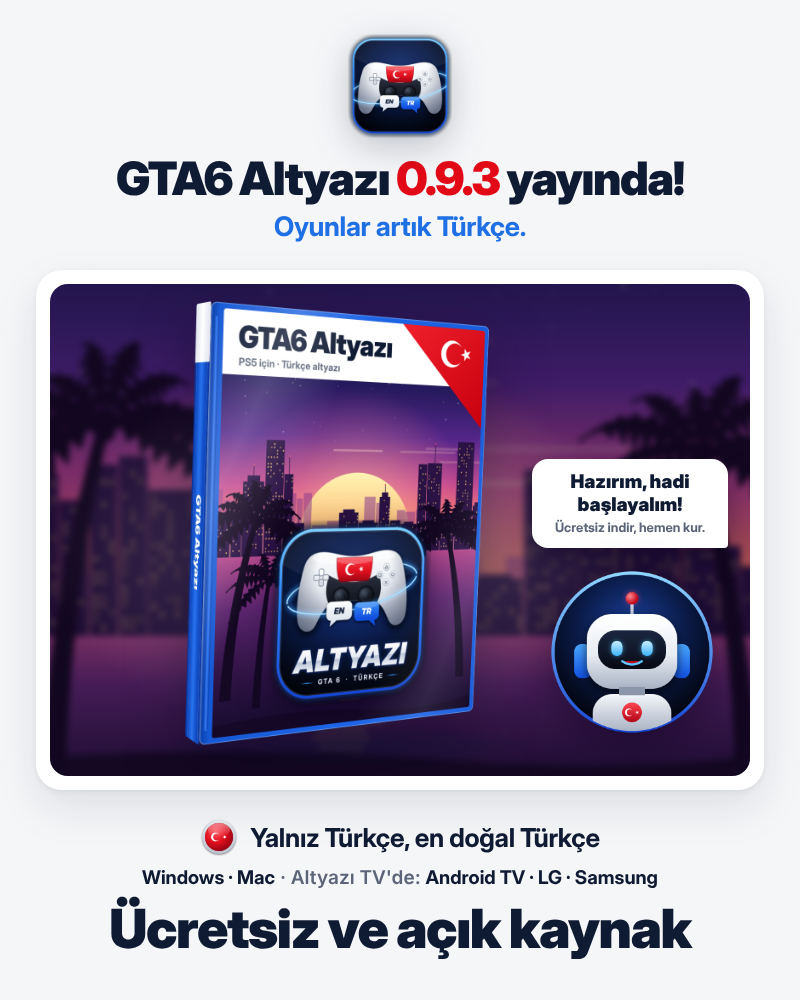 EN TR
GTA6 Altyazı 0.9.3 yayında!
Oyunlar artık Türkçe.
GTA6 Altyazı
PS5 için · Türkçe altyazı
GTA6 Altyazı
EN TR
ALTYAZI
GTA 6 · TÜRKÇE
Hazırım, hadi
başlayalım!
Ücretsiz indir, hemen kur.
Yalnız Türkçe, en doğal Türkçe
Windows · Mac · Altyazı TV'de: Android TV · LG · Samsung
Ücretsiz ve açık kaynak